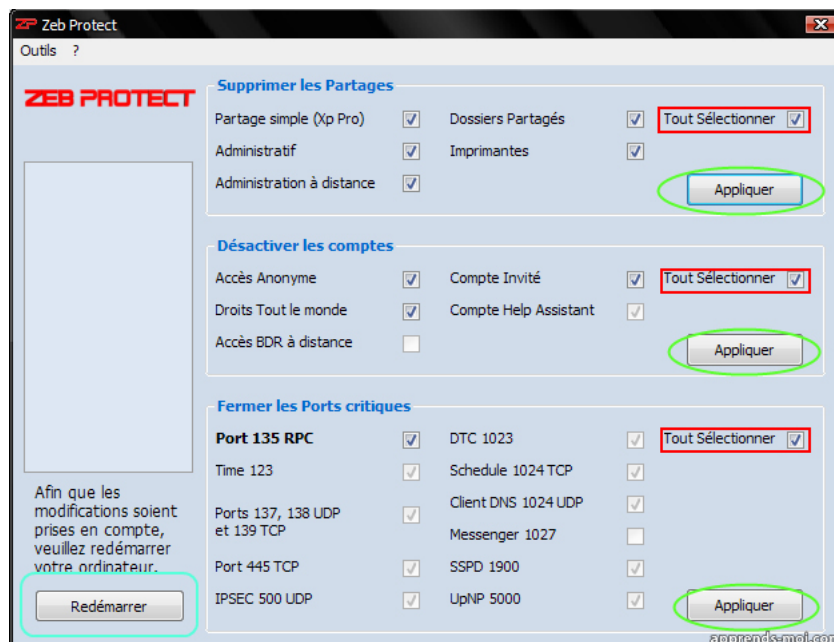 ZP Zeb Protect
Outils ?
ZEB PROTECT
Supprimer les Partages
Partage simple (Xp Pro)
Dossiers Partagés
Tout Sélectionner
Administratif
Imprimantes
Administration à distance
Appliquer
Désactiver les comptes
Accès Anonyme
Compte Invité
Tout Sélectionner
Droits Tout le monde
Compte Help Assistant
Accès BDR à distance
Appliquer
Fermer les Ports critiques
Port 135 RPC
DTC 1023
Tout Sélectionner
Time 123
Schedule 1024 TCP
Ports 137, 138 UDP
et 139 TCP
Client DNS 1024 UDP
Messenger 1027
Port 445 TCP
SSPD 1900
IPSEC 500 UDP
UpNP 5000
Appliquer
Afin que les
modifications soient
prises en compte,
veuillez redémarrer
votre ordinateur.
Redémarrer
apprends-moi.com